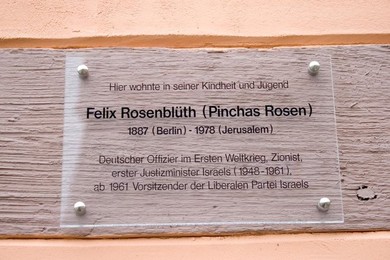 Hier wohnte in seiner Kindheit und Jugend
Felix Rosenblüth (Pinchas Rosen)
1887 (Berlin) - 1978 (Jerusalem)
Deutscher Offizier im Ersten Weltkrieg, Zionist,
erster Justizminister Israels (1948-1961),
ab 1961 Vorsitzender der Liberalen Partei Israels